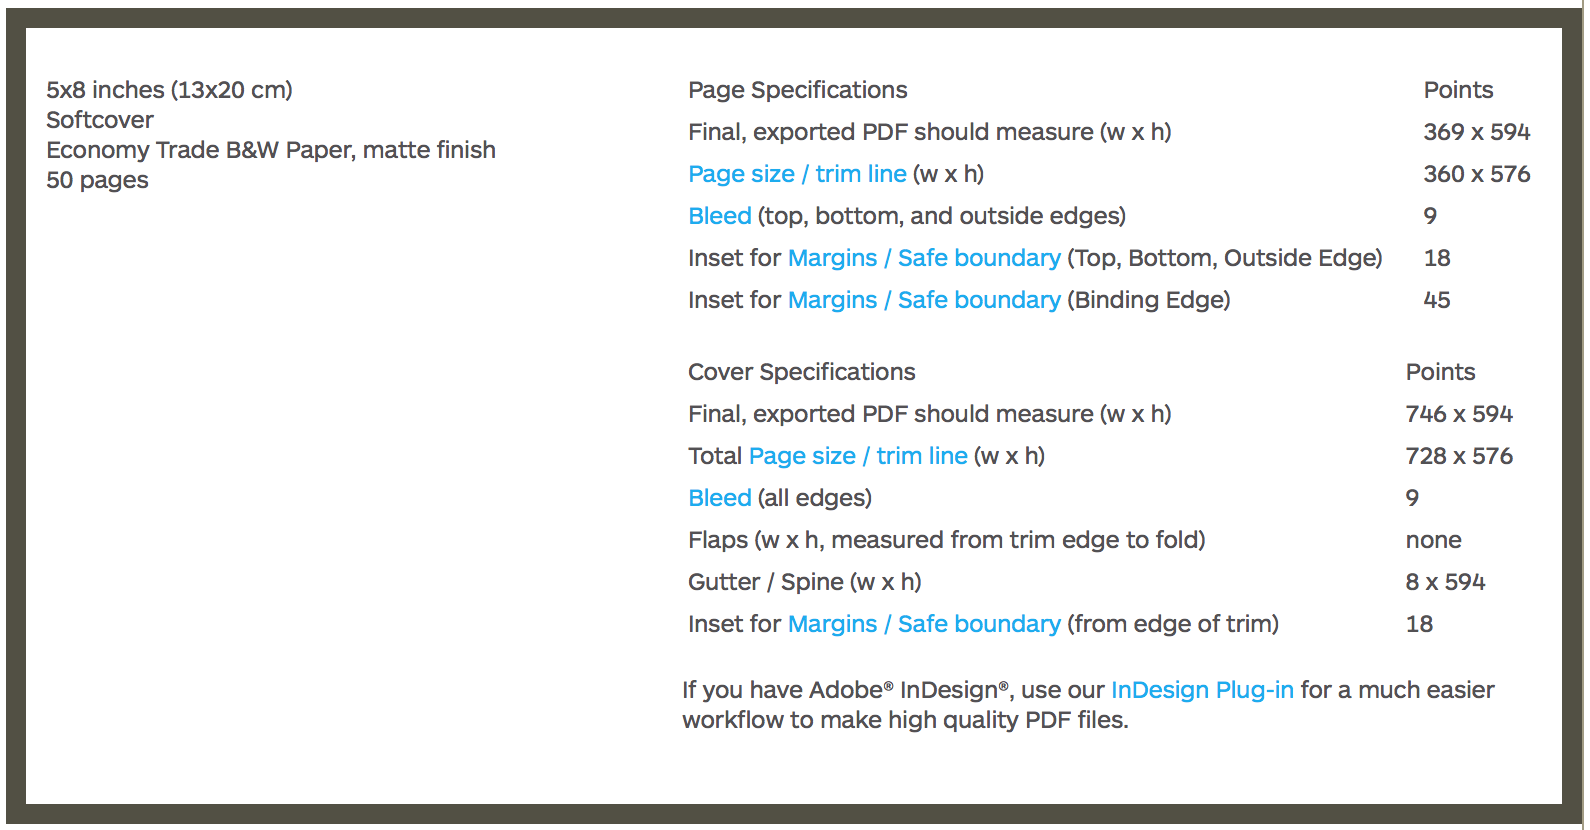 5x8 inches (13x20 cm)
Softcover
Economy Trade B&W Paper, matte finish
50 pages
Page Specifications Points
Final, exported PDF should measure (w x h) 369 x 594
Page size / trim line (w x h) 360 x 576
Bleed (top, bottom, and outside edges) 9
Inset for Margins / Safe boundary (Top, Bottom, Outside Edge) 18
Inset for Margins / Safe boundary (Binding Edge) 45
Cover Specifications Points
Final, exported PDF should measure (w x h) 746 x 594
Total Page size / trim line (w x h) 728 x 576
Bleed (all edges) 9
Flaps (w x h, measured from trim edge to fold) none
Gutter / Spine (w x h) 8 x 594
Inset for Margins / Safe boundary (from edge of trim) 18
If you have Adobe® InDesign®, use our InDesign Plug-in for a much easier
workflow to make high quality PDF files.